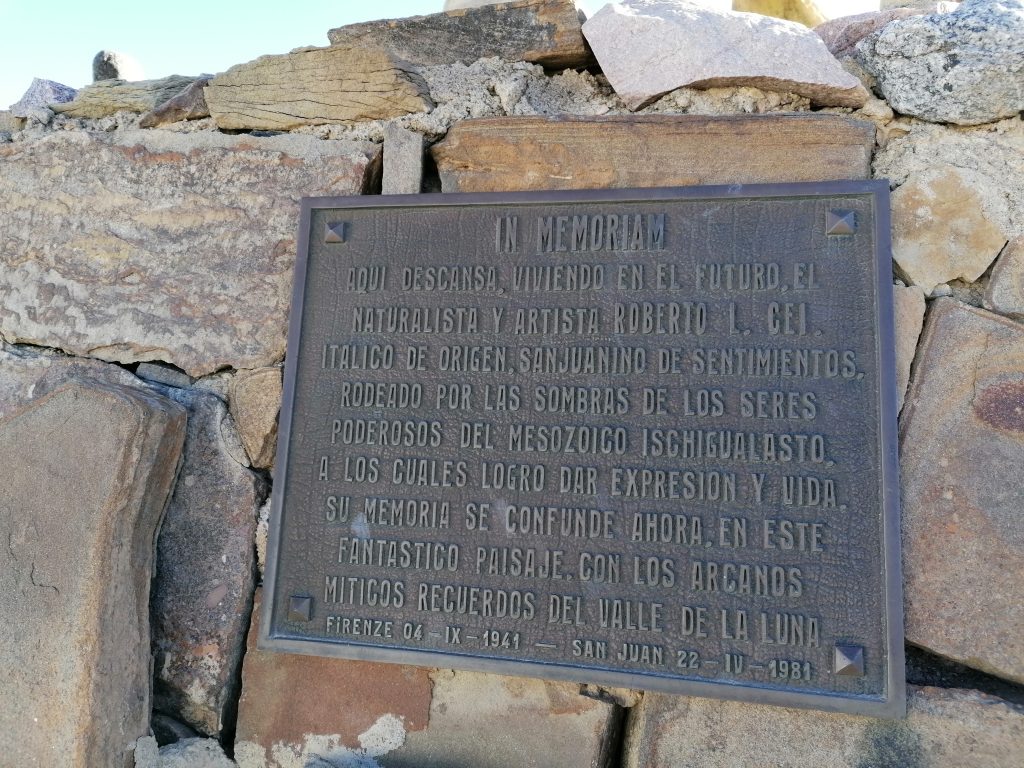 IN MEMORIAM
AQUI DESCANSA, VIVIENDO EN EL FUTURO, EL
NATURALISTA Y ARTISTA ROBERTO L. CEI.
ITALICO DE ORIGEN, SANJUANINO DE SENTIMIENTOS,
RODEADO POR LAS SOMBRAS DE LOS SERES
PODEROSOS DEL MESOZOICO ISCHIGUALASTO,
A LOS CUALES LOGRO DAR EXPRESION Y VIDA.
SU MEMORIA SE CONFUNDE AHORA, EN ESTE
FANTASTICO PAISAJE, CON LOS ARCANOS
MITICOS RECUERDOS DEL VALLE DE LA LUNA
FIRENZE 04-IX-1941 — SAN JUAN 22-IV-1981